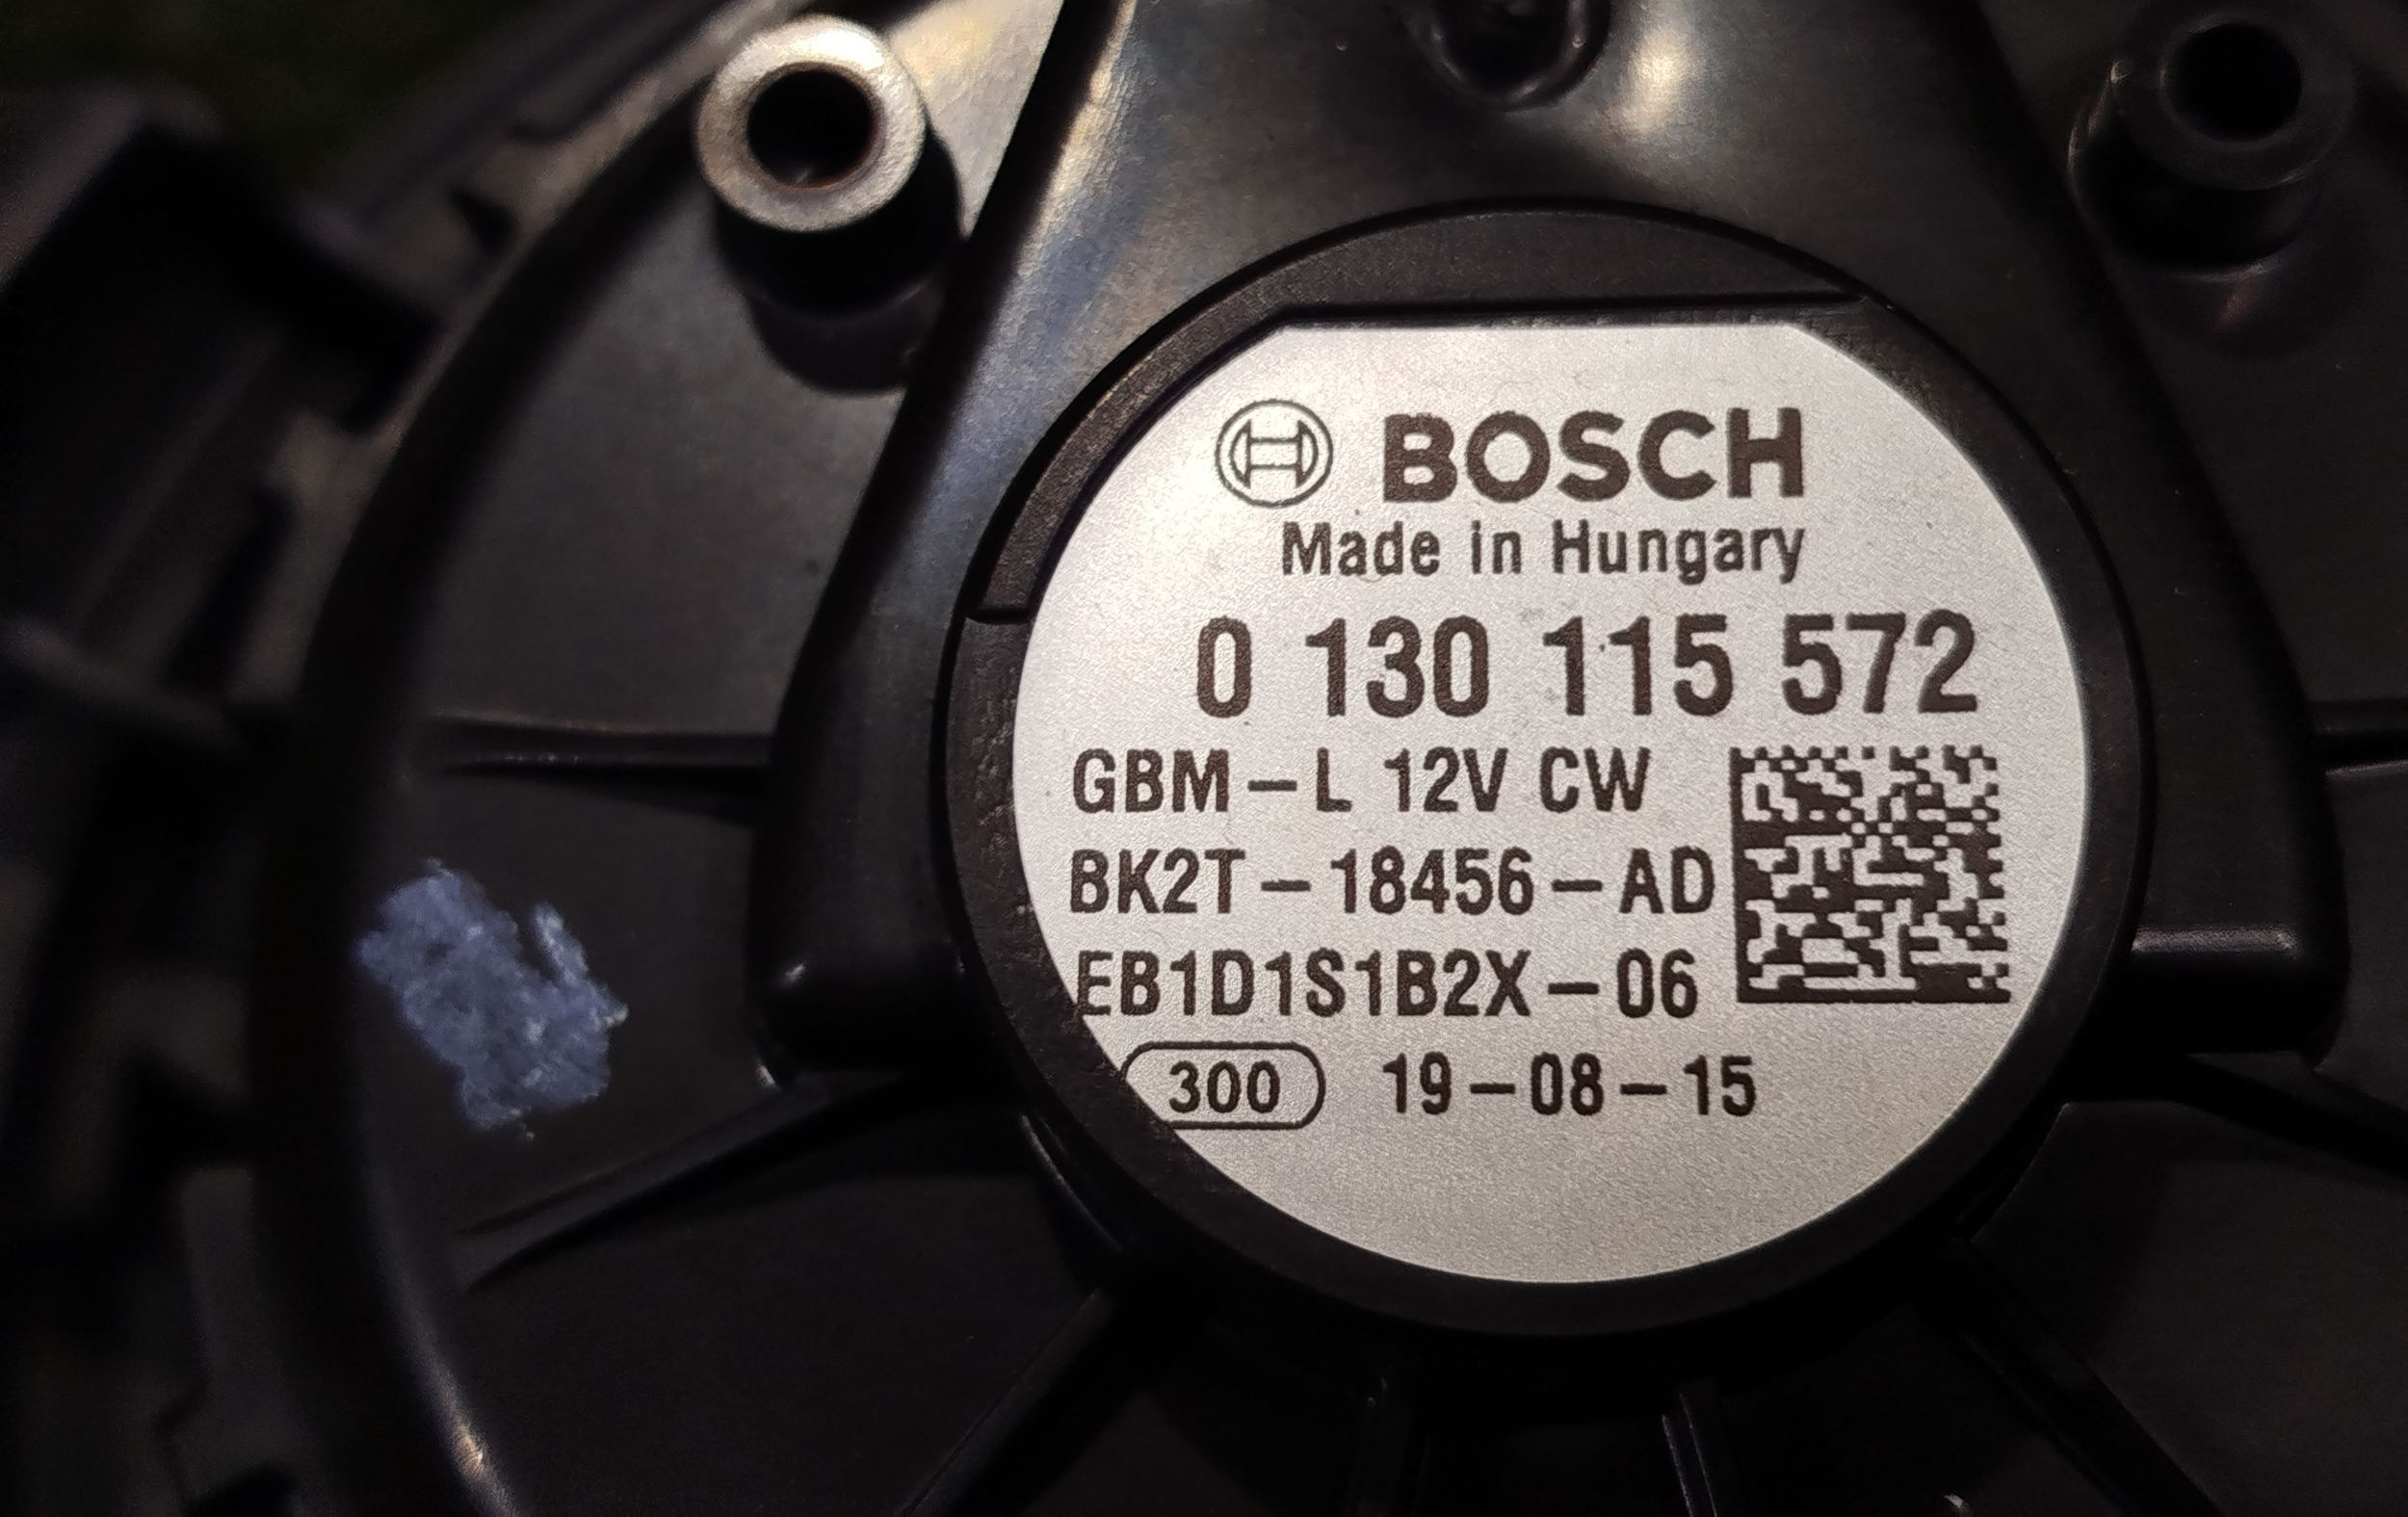 BOSCH
Made in Hungary
0 130 115 572
GBM-L 12V CW
BK2T-18456-AD
EB1D1S1B2X-06
300 19-08-15